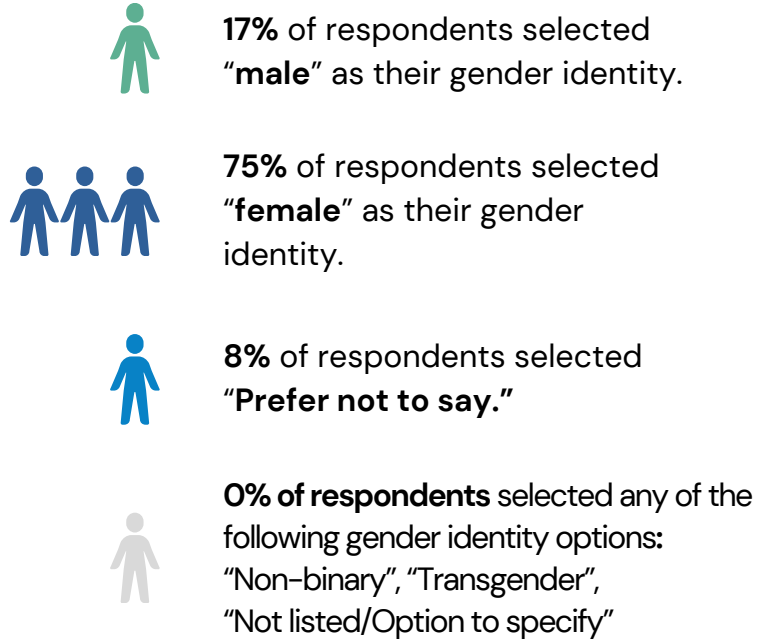 17% of respondents selected
“male” as their gender identity.
75% of respondents selected
“female” as their gender
identity.
8% of respondents selected
“Prefer not to say.”
0% of respondents selected any of the
following gender identity options:
“Non-binary”, “Transgender”,
“Not listed/Option to specify”